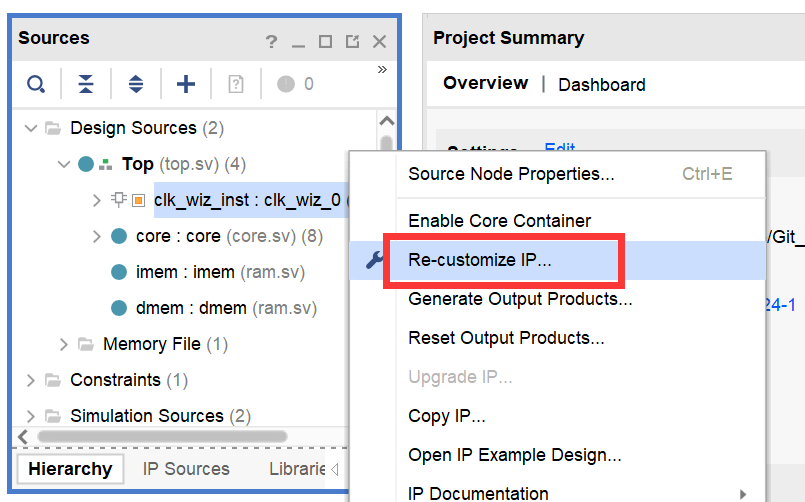 Sources
?
»
? 0
Design Sources (2)
Top (top.sv) (4)
clk_wiz_inst : clk_wiz_0 (
core : core (core.sv) (8)
imem : imem (ram.sv)
dmem : dmem (ram.sv)
Memory File (1)
Constraints (1)
Simulation Sources (2)
Hierarchy IP Sources Librarie
Project Summary
Overview | Dashboard
Settings Edit
/Git_
24-1
Source Node Properties... Ctrl+E
Enable Core Container
Re-customize IP...
Generate Output Products...
Reset Output Products...
Upgrade IP...
Copy IP...
Open IP Example Design...
IP Documentation